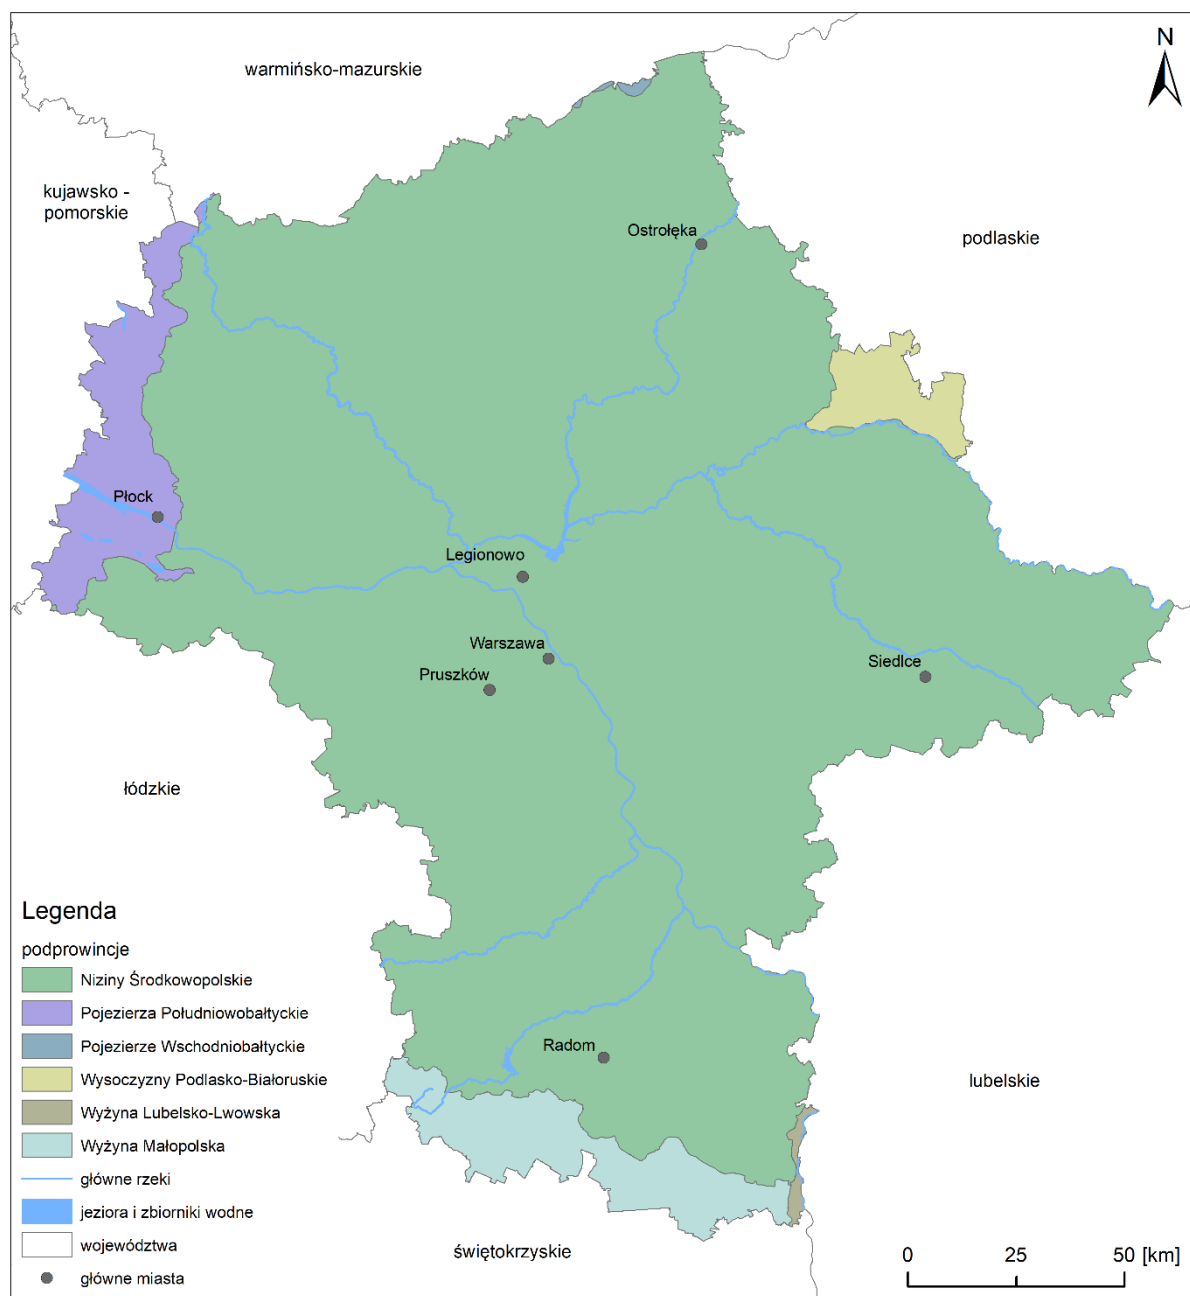 warmińsko-mazurskie
N
kujawsko -
pomorskie
Ostrołęka
podlaskie
Płock
Legionowo
Warszawa
Pruszków
Siedlce
łódzkie
Legenda
podprowincje
Niziny Środkowopolskie
Pojezierza Południowobałtyckie
Pojezierze Wschodniobałtyckie
Wysoczyzny Podlasko-Białoruskie
Wyżyna Lubelsko-Lwowska
Wyżyna Małopolska
główne rzeki
jeziora i zbiorniki wodne
województwa
główne miasta
Radom
lubelskie
świętokrzyskie
0 25 50 [km]